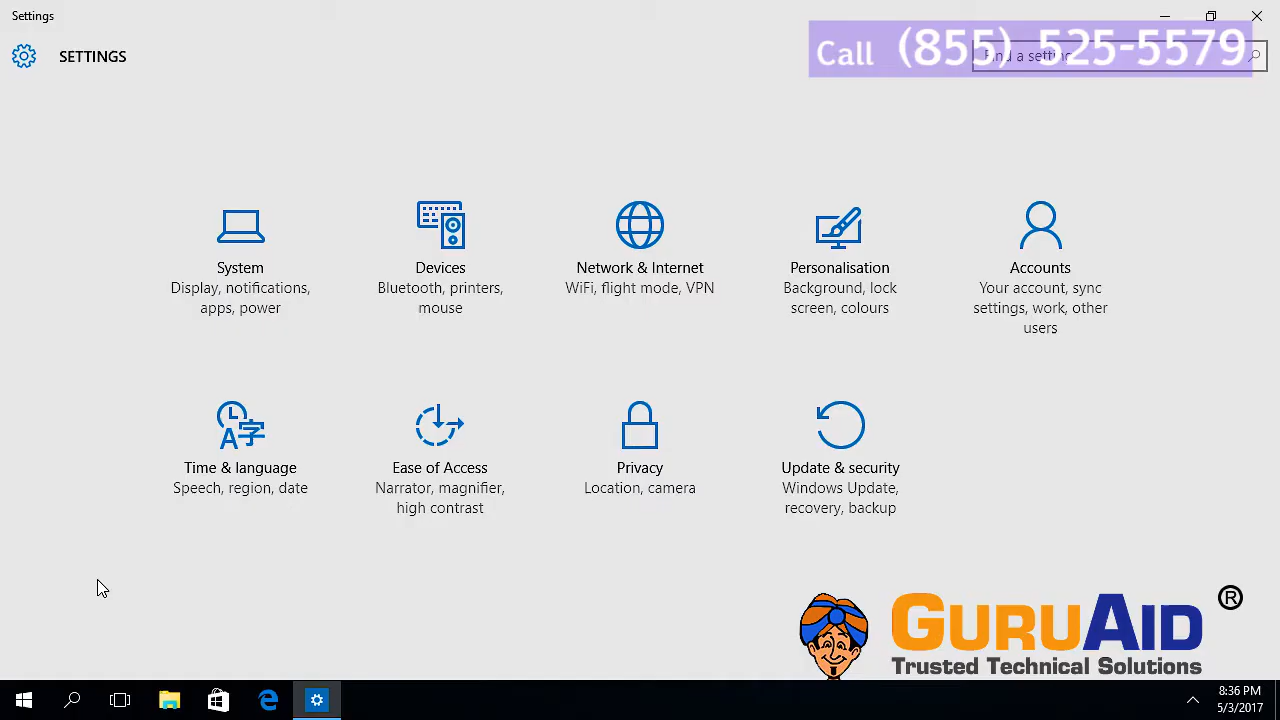 Settings
SETTINGS
Call (855) 525-5579
Find a setting
System
Display, notifications,
apps, power
Devices
Bluetooth, printers,
mouse
Network & Internet
WiFi, flight mode, VPN
Personalisation
Background, lock
screen, colours
Accounts
Your account, sync
settings, work, other
users
Time & language
Speech, region, date
Ease of Access
Narrator, magnifier,
high contrast
Privacy
Location, camera
Update & security
Windows Update,
recovery, backup
GURUAID ®
Trusted Technical Solutions
8:36 PM
5/3/2017